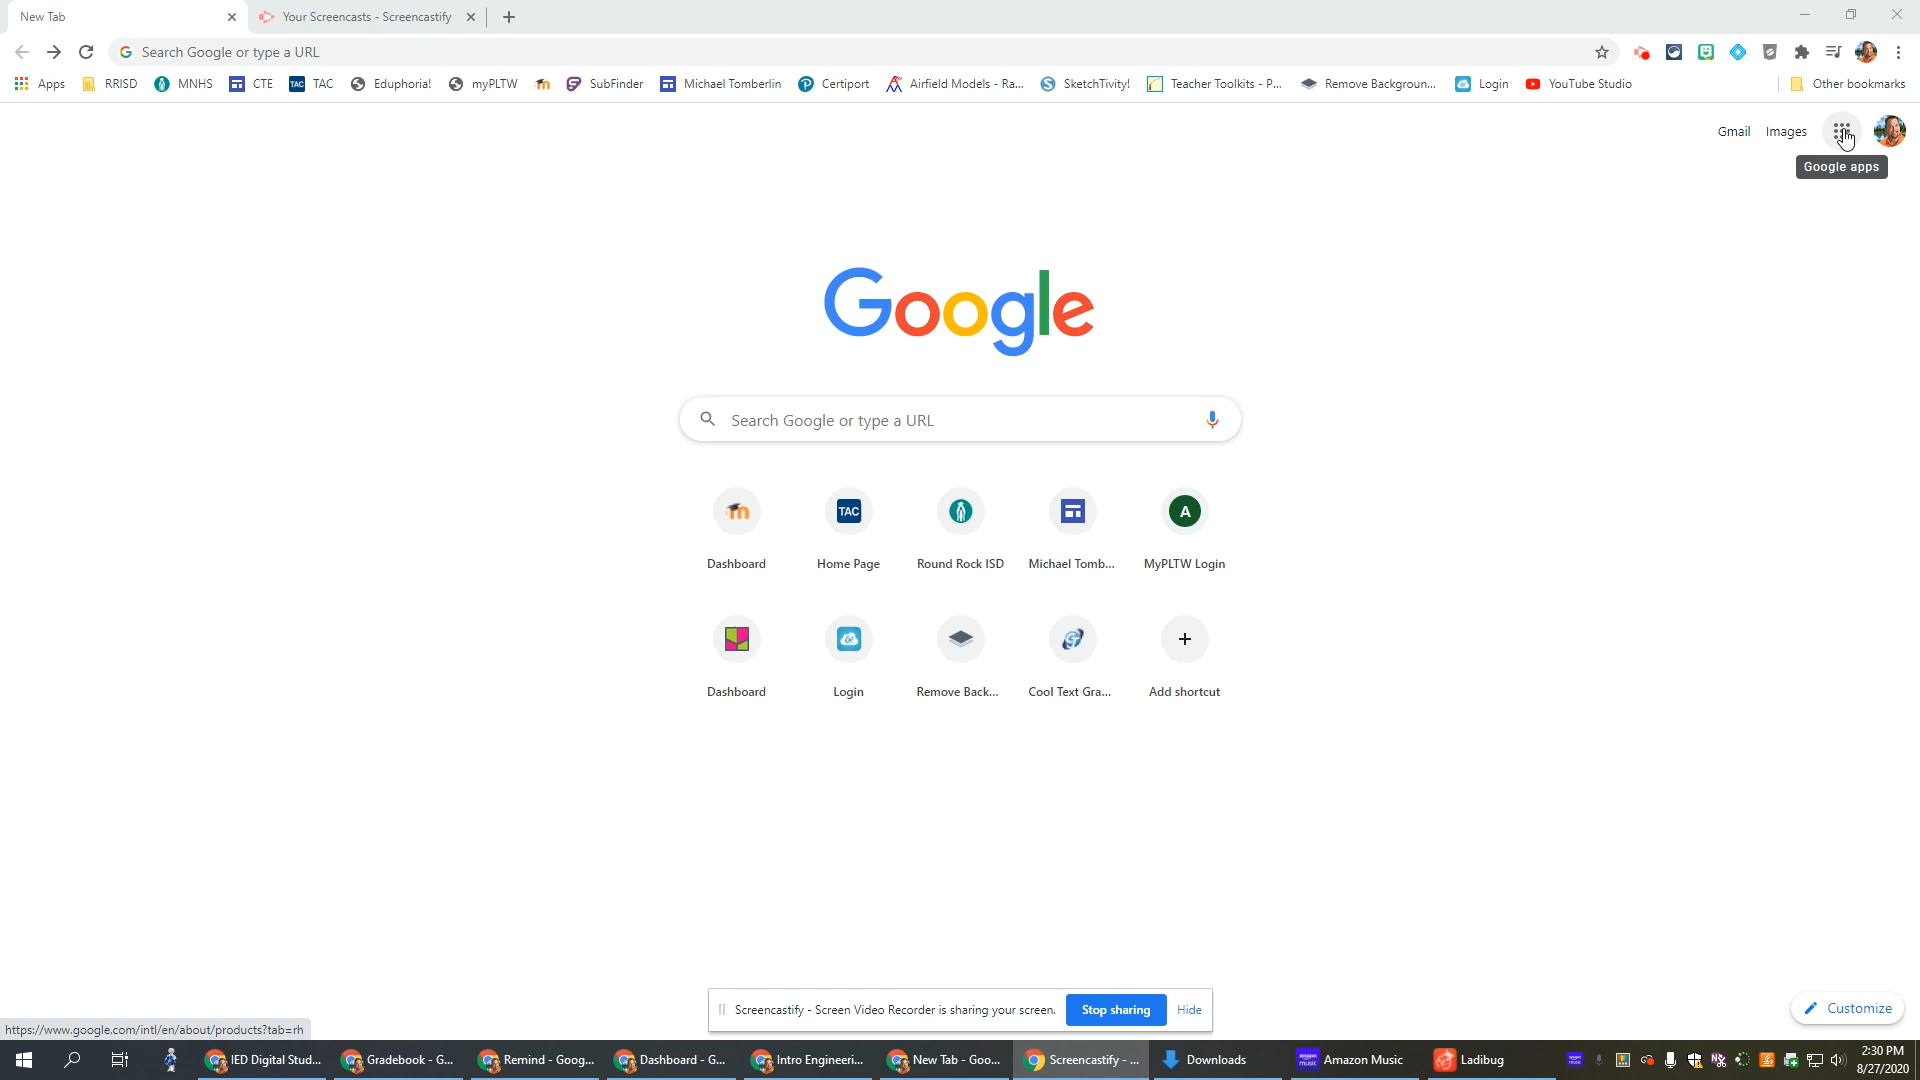 New Tab
Your Screencasts - Screencastify
Search Google or type a URL
Apps RRISD MNHS CTE TAC TAC Eduphoria! myPLTW SubFinder Michael Tomberlin Certiport Airfield Models - Ra... SketchTivity! Teacher Toolkits - P... Remove Backgroun... Login YouTube Studio Other bookmarks
Gmail Images
Google apps
Google
Search Google or type a URL
TAC A
Dashboard Home Page Round Rock ISD Michael Tomb... MyPLTW Login
Dashboard Login Remove Back... Cool Text Gra... Add shortcut
Screencastify - Screen Video Recorder is sharing your screen. Stop sharing Hide
Customize
https://www.google.com/intl/en/about/products?tab=rh
IED Digital Stud... Gradebook - G... Remind - Goog... Dashboard - G... Intro Engineeri... New Tab - Goo... Screencastify - ... Downloads Amazon Music Ladibug
2:30 PM
8/27/2020